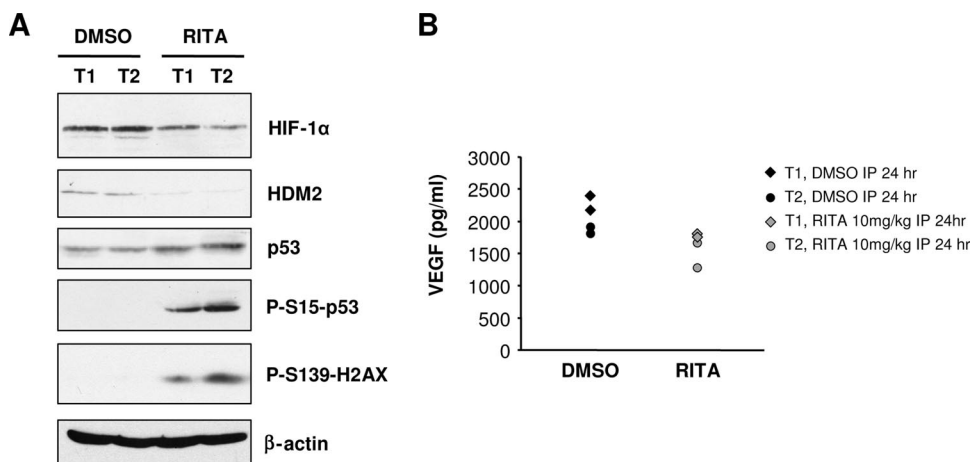 A
DMSO RITA
T1 T2 T1 T2
HIF-1α
HDM2
p53
P-S15-p53
P-S139-H2AX
β-actin
B
VEGF (pg/ml)
3000
2500
2000
1500
1000
500
0
DMSO RITA
T1, DMSO IP 24 hr
T2, DMSO IP 24 hr
T1, RITA 10mg/kg IP 24hr
T2, RITA 10mg/kg IP 24 hr